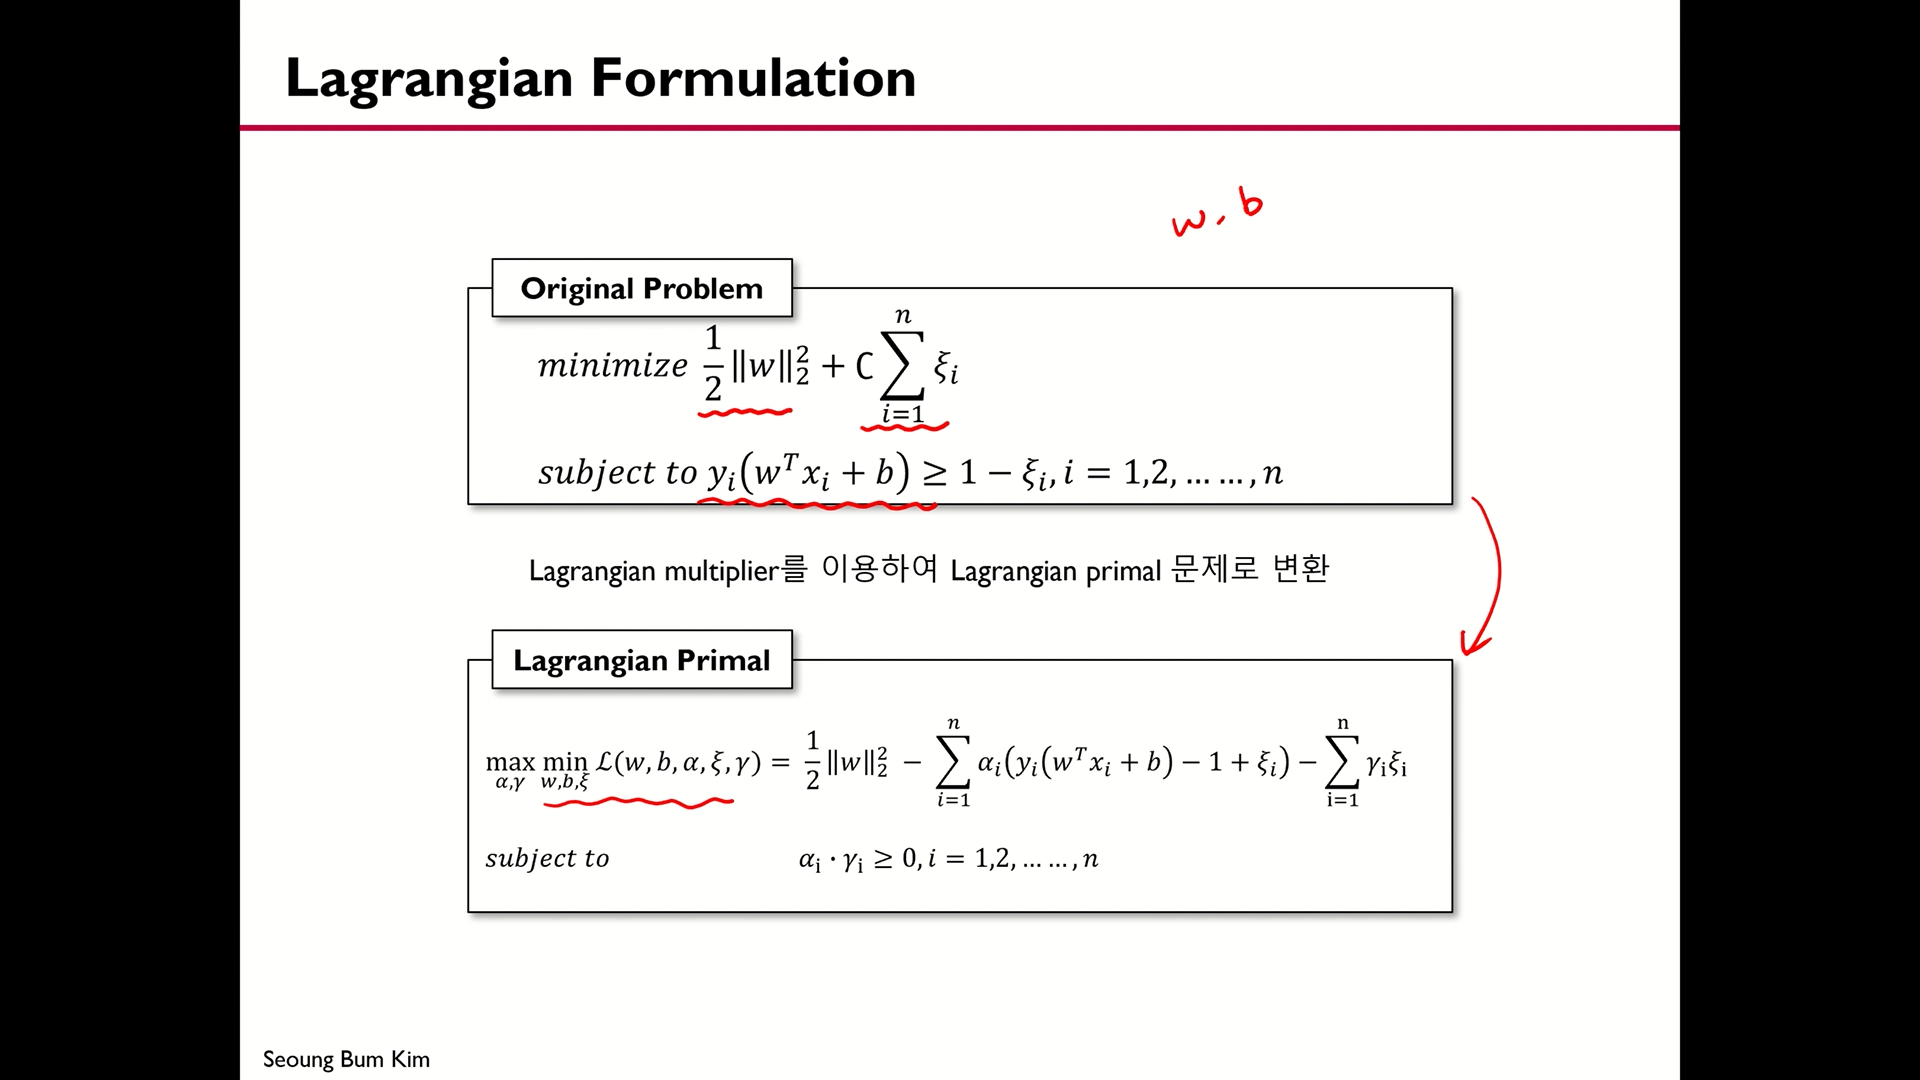 Lagrangian Formulation
w, b
Original Problem
minimize 1/2 ‖w‖₂² + C ∑ᵢ₌₁ⁿ ξᵢ
subject to yᵢ(wᵀxᵢ + b) ≥ 1 − ξᵢ, i = 1,2, … …, n
Lagrangian multiplier를 이용하여 Lagrangian primal 문제로 변환
Lagrangian Primal
max α,γ min w,b,ξ ℒ(w, b, α, ξ, γ) = 1/2 ‖w‖₂² − ∑ᵢ₌₁ⁿ αᵢ(yᵢ(wᵀxᵢ + b) − 1 + ξᵢ) − ∑ᵢ₌₁ⁿ γᵢξᵢ
subject to αᵢ · γᵢ ≥ 0, i = 1,2, … …, n
Seoung Bum Kim